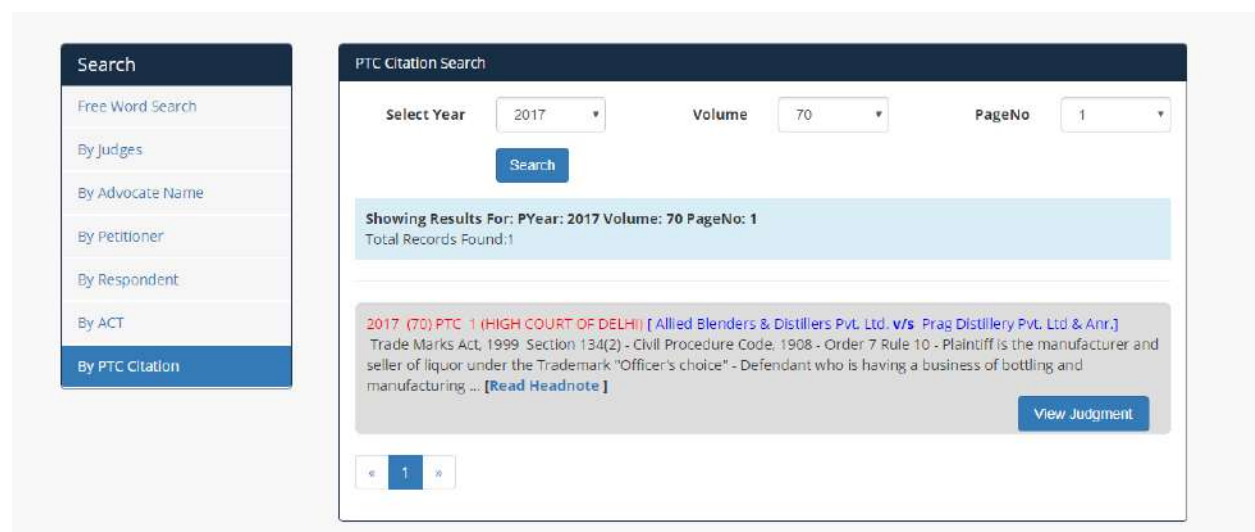 Search
Free Word Search
By Judges
By Advocate Name
By Petitioner
By Respondent
By ACT
By PTC Citation
PTC Citation Search
Select Year 2017 Volume 70 PageNo 1
Search
Showing Results For: PYear: 2017 Volume: 70 PageNo: 1
Total Records Found:1
2017 (70) PTC 1 (HIGH COURT OF DELHI) [ Allied Blenders & Distillers Pvt. Ltd. v/s Prag Distillery Pvt. Ltd & Anr.]
Trade Marks Act, 1999 Section 134(2) - Civil Procedure Code, 1908 - Order 7 Rule 10 - Plaintiff is the manufacturer and
seller of liquor under the Trademark "Officer's choice" - Defendant who is having a business of bottling and
manufacturing ... [Read Headnote ]
View Judgment
« 1 »